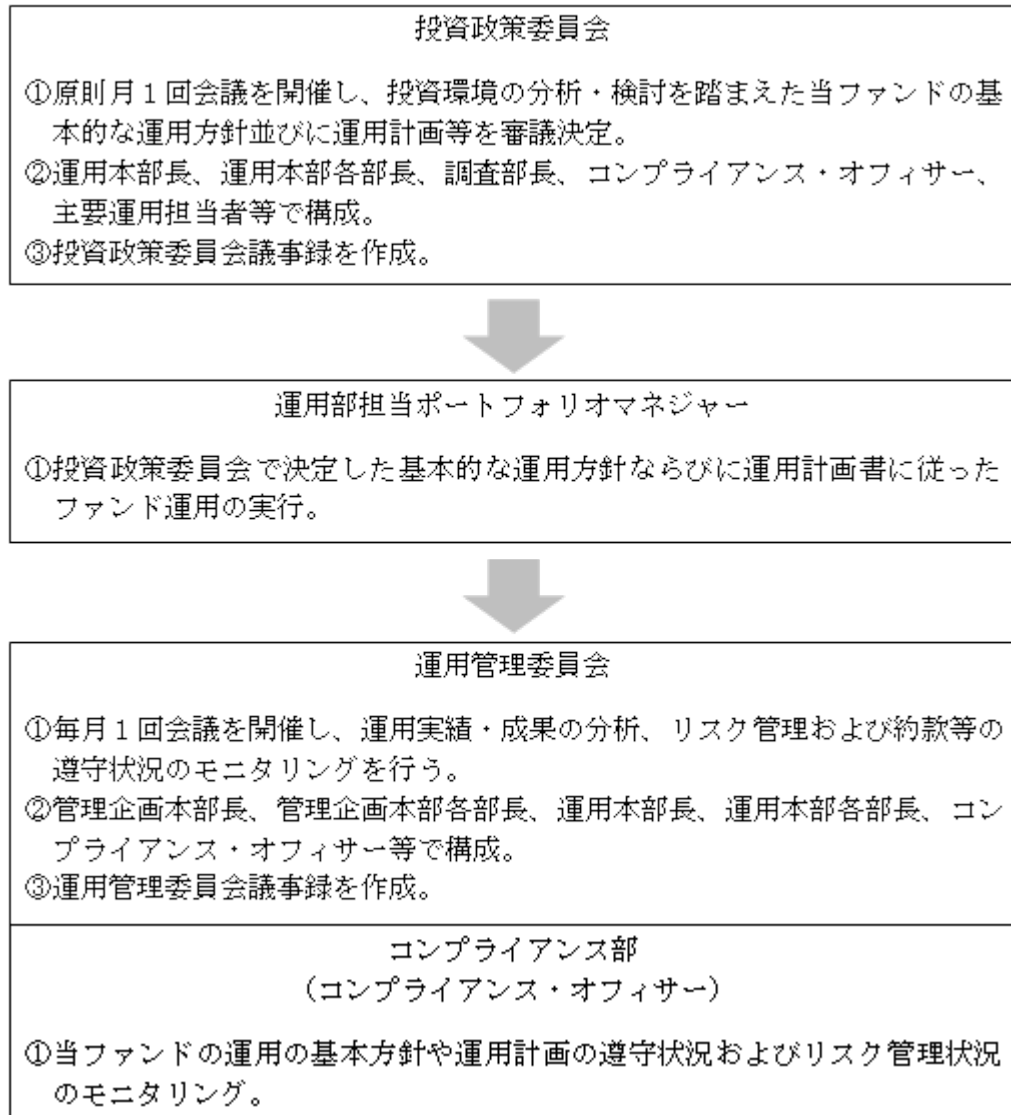 投資政策委員会
①原則月１回会議を開催し、投資環境の分析・検討を踏まえた当ファンドの基
本的な運用方針並びに運用計画等を審議決定。
②運用本部長、運用本部各部長、調査部長、コンプライアンス・オフィサー、
主要運用担当者等で構成。
③投資政策委員会議事録を作成。
運用部担当ポートフォリオマネジャー
①投資政策委員会で決定した基本的な運用方針ならびに運用計画書に従った
ファンド運用の実行。
運用管理委員会
①毎月１回会議を開催し、運用実績・成果の分析、リスク管理および約款等の
遵守状況のモニタリングを行う。
②管理企画本部長、管理企画本部各部長、運用本部長、運用本部各部長、コン
プライアンス・オフィサー等で構成。
③運用管理委員会議事録を作成。
コンプライアンス部
（コンプライアンス・オフィサー）
①当ファンドの運用の基本方針や運用計画の遵守状況およびリスク管理状況
のモニタリング。